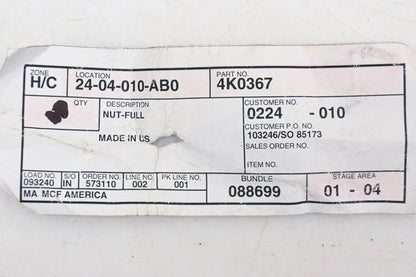 ZONE LOCATION PART NO.
H/C 24-04-010-AB0 4K0367
QTY DESCRIPTION CUSTOMER NO.
NUT-FULL 0224 -010
CUSTOMER P.O. NO.
MADE IN US 103246/SO 85173
SALES ORDER NO.
ITEM NO.
LOAD NO. S/O ORDER NO. LINE NO. PK LINE NO. BUNDLE STAGE AREA
093240 IN 573110 002 001 088699 01 - 04
MA MCF AMERICA